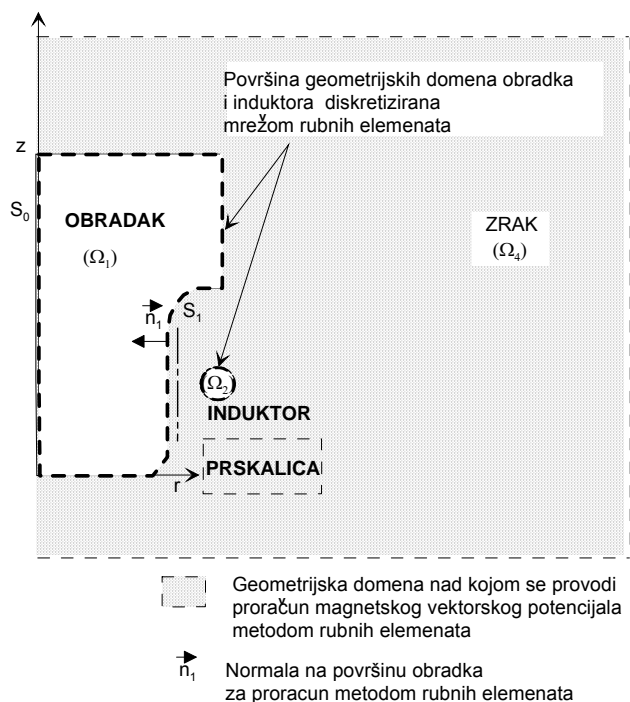 Površina geometrijskih domena obradka
i induktora diskretizirana
mrežom rubnih elemenata
z
S₀
OBRADAK
(Ω₁)
ZRAK
(Ω₄)
n₁
S₁
Ω₂
INDUKTOR
PRSKALICA
r
Geometrijska domena nad kojom se provodi
proračun magnetskog vektorskog potencijala
metodom rubnih elemenata
n₁
Normala na površinu obradka
za proracun metodom rubnih elemenata